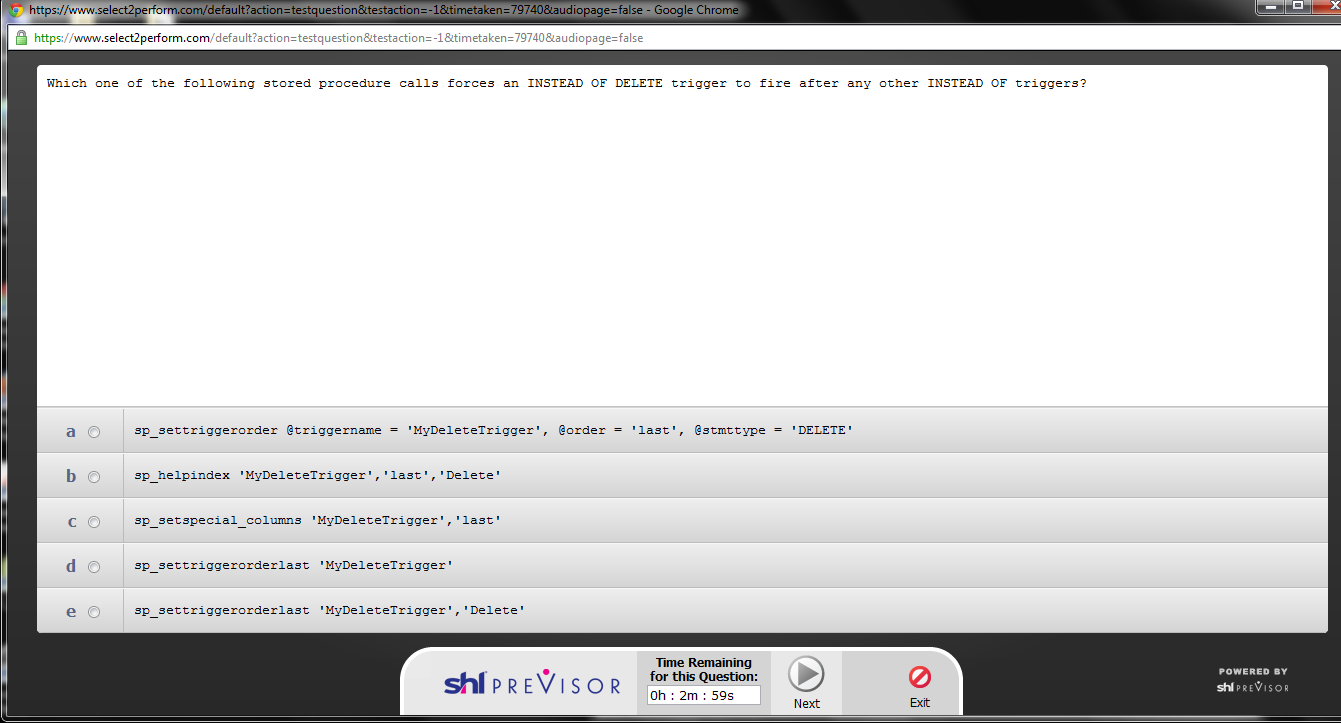 https://www.select2perform.com/default?action=testquestion&testaction=-1&timetaken=79740&audiopage=false - Google Chrome
https://www.select2perform.com/default?action=testquestion&testaction=-1&timetaken=79740&audiopage=false
Which one of the following stored procedure calls forces an INSTEAD OF DELETE trigger to fire after any other INSTEAD OF triggers?
a sp_settriggerorder @triggername = 'MyDeleteTrigger', @order = 'last', @stmttype = 'DELETE'
b sp_helpindex 'MyDeleteTrigger','last','Delete'
c sp_setspecial_columns 'MyDeleteTrigger','last'
d sp_settriggerorderlast 'MyDeleteTrigger'
e sp_settriggerorderlast 'MyDeleteTrigger','Delete'
shl PREVISOR
Time Remaining
for this Question:
0h : 2m : 59s
Next
Exit
POWERED BY
shl PREVISOR